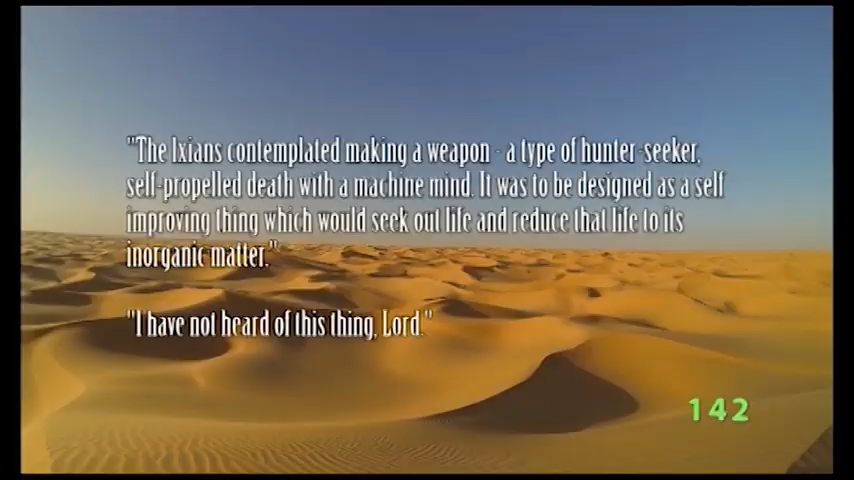 "The Ixians contemplated making a weapon - a type of hunter-seeker,
self-propelled death with a machine mind. It was to be designed as a self
improving thing which would seek out life and reduce that life to its
inorganic matter."
"I have not heard of this thing, Lord."
142